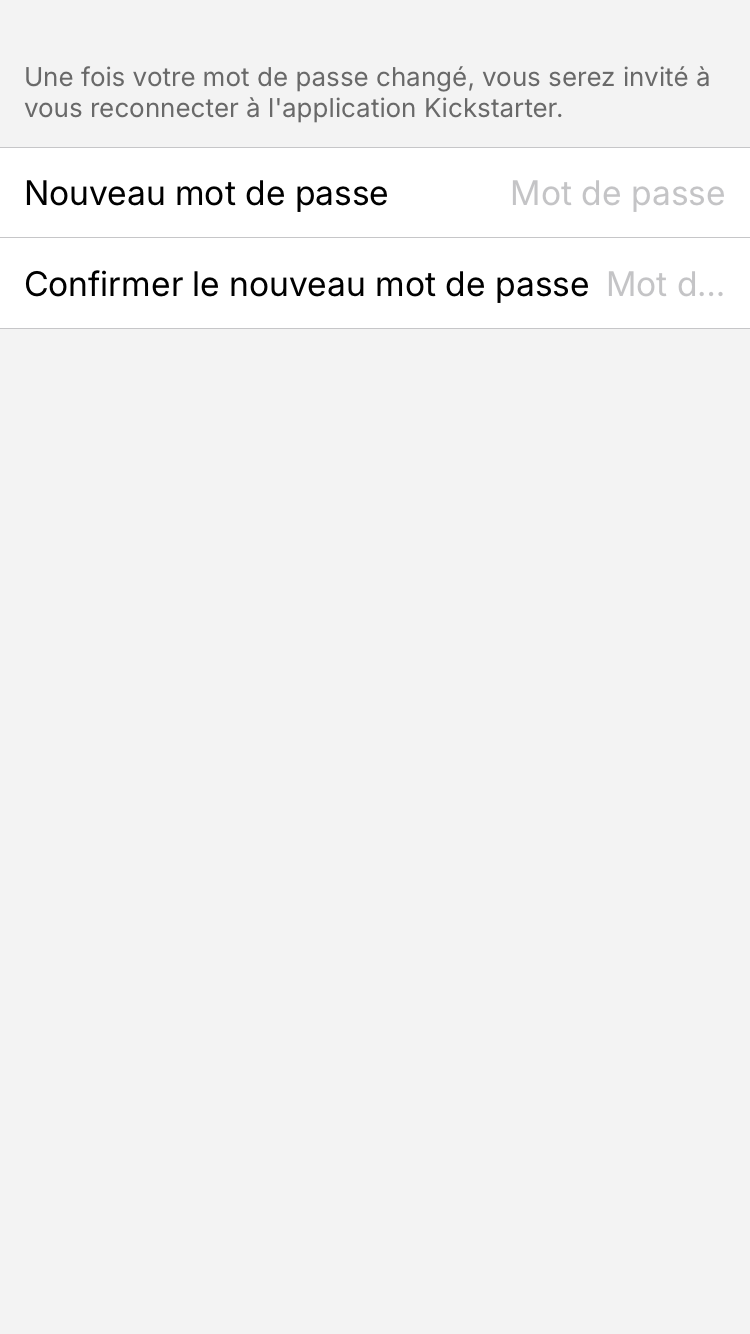 Une fois votre mot de passe changé, vous serez invité à
vous reconnecter à l'application Kickstarter.
Nouveau mot de passe Mot de passe
Confirmer le nouveau mot de passe Mot d...